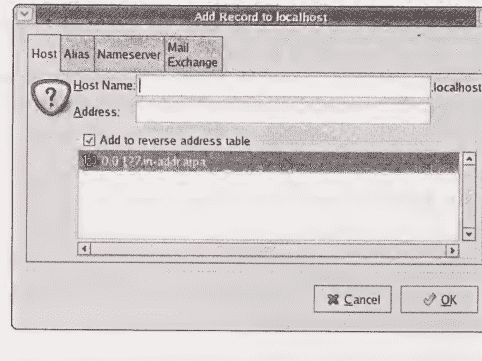 Add Record to localhost
Host Alias Nameserver Mail Exchange
Host Name: .localhost
Address:
Add to reverse address table
0.0.127.in-addr.arpa
Cancel OK